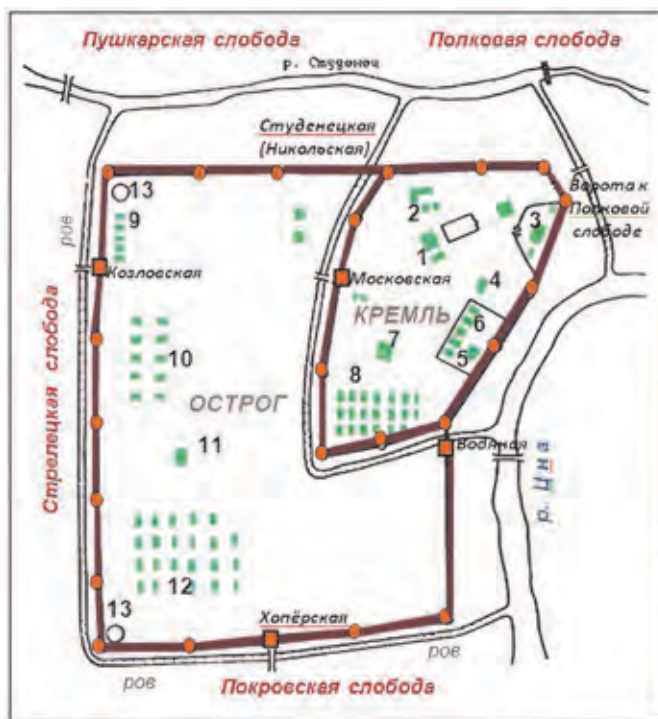 Пушкарская слобода
Полковая слобода
р. Студенец
Студенецкая
(Никольская)
Ворота к
Полковой
слободе
13
9
2
3
1
ров
Козловская
Московская
4
КРЕМЛЬ
6
7
5
10
8
Стрелецкая слобода
ОСТРОГ
11
Водяная
р. Цна
12
13
Хопёрская
ров
ров
Покровская слобода